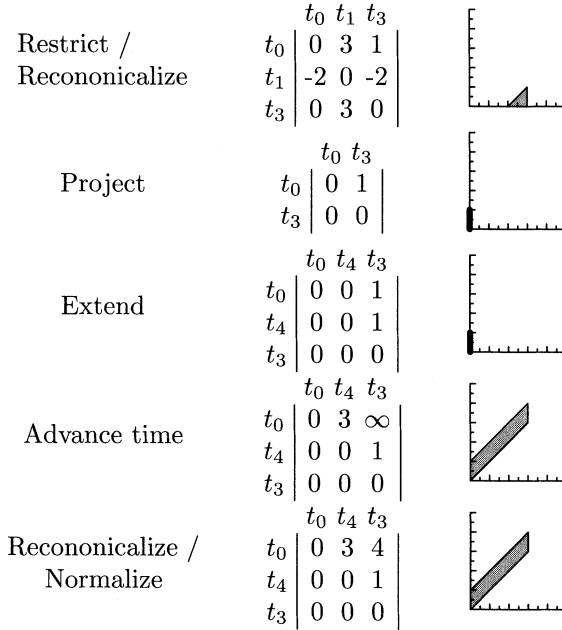 t₀ t₁ t₃
Restrict / t₀ 0 3 1
Recononicalize t₁ -2 0 -2
t₃ 0 3 0
t₀ t₃
Project t₀ 0 1
t₃ 0 0
t₀ t₄ t₃
t₀ 0 0 1
Extend t₄ 0 0 1
t₃ 0 0 0
t₀ t₄ t₃
t₀ 0 3 ∞
Advance time t₄ 0 0 1
t₃ 0 0 0
t₀ t₄ t₃
Recononicalize / t₀ 0 3 4
Normalize t₄ 0 0 1
t₃ 0 0 0